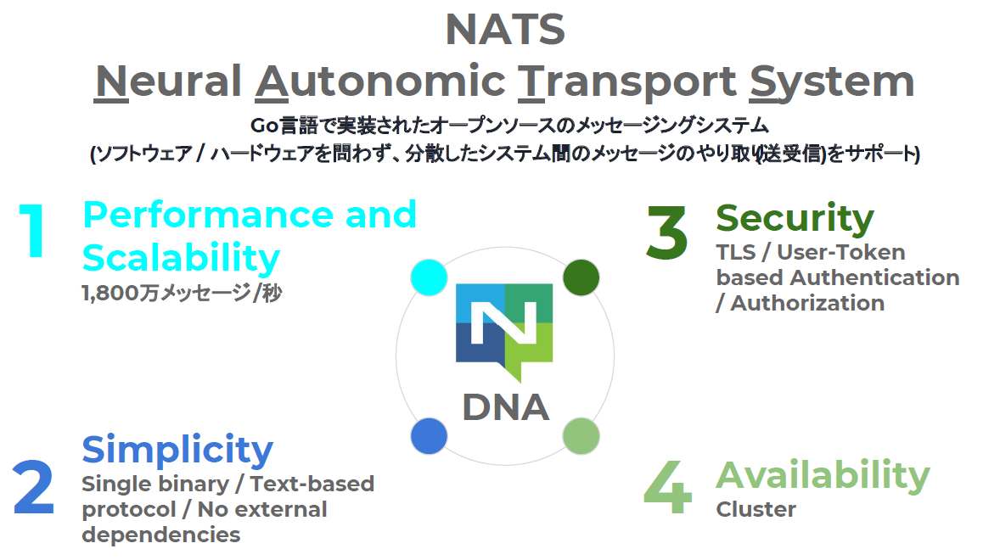 NATS
Neural Autonomic Transport System
Go言語で実装されたオープンソースのメッセージングシステム
(ソフトウェア / ハードウェアを問わず、分散したシステム間のメッセージのやり取り(送受信)をサポート)
1
Performance and
Scalability
1,800万メッセージ/秒
3
Security
TLS / User-Token
based Authentication
/ Authorization
N
DNA
2
Simplicity
Single binary / Text-based
protocol / No external
dependencies
4
Availability
Cluster